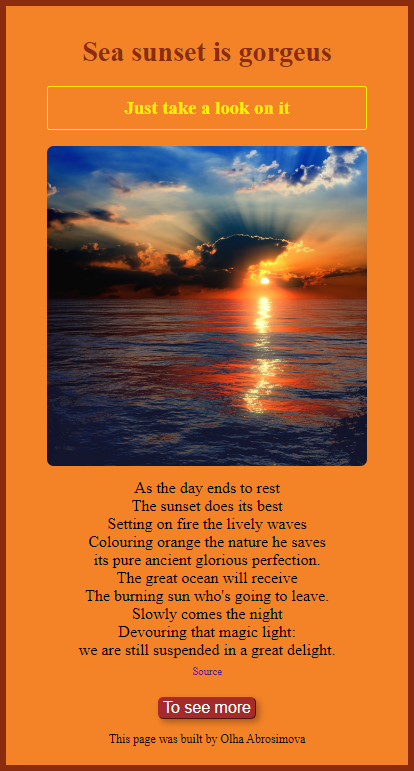 Sea sunset is gorgeus
Just take a look on it
As the day ends to rest
The sunset does its best
Setting on fire the lively waves
Colouring orange the nature he saves
its pure ancient glorious perfection.
The great ocean will receive
The burning sun who's going to leave.
Slowly comes the night
Devouring that magic light:
we are still suspended in a great delight.
Source
To see more
This page was built by Olha Abrosimova